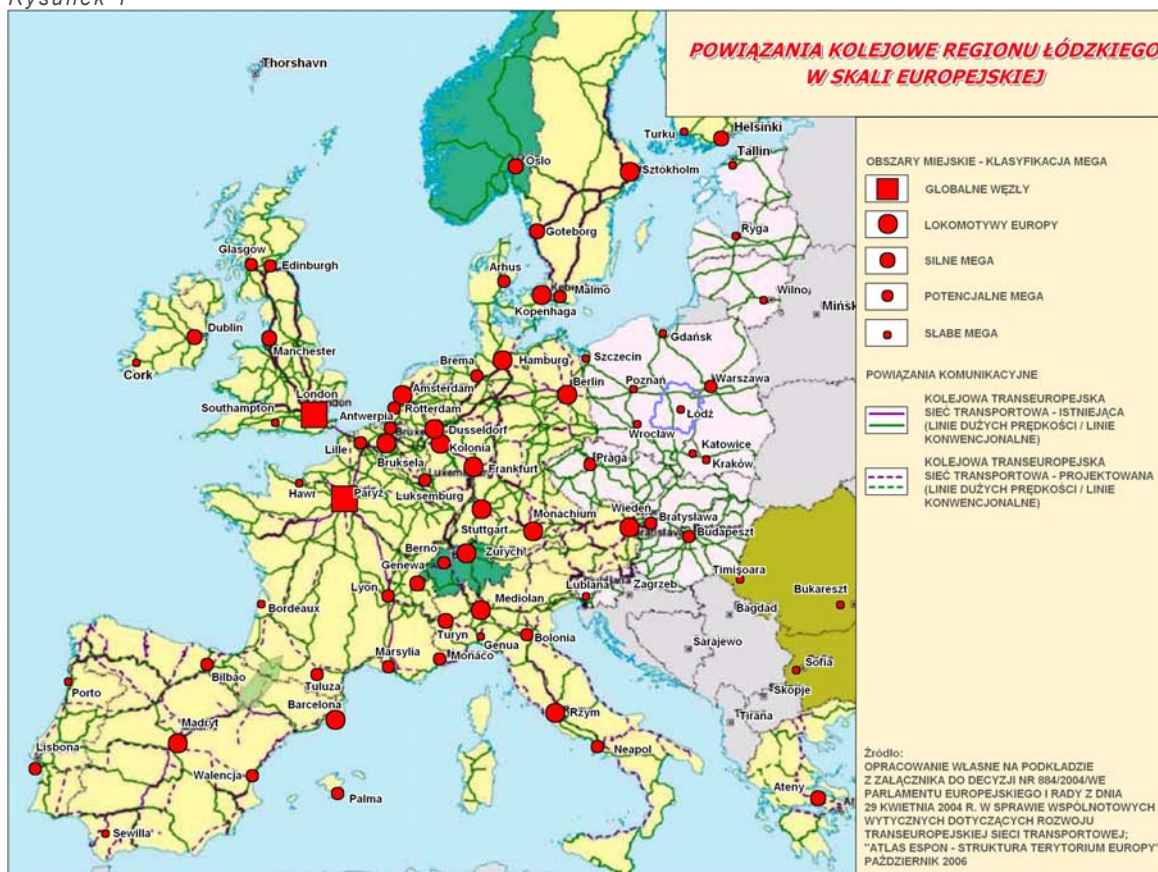 Rysunek 1
POWIĄZANIA KOLEJOWE REGIONU ŁÓDZKIEGO
W SKALI EUROPEJSKIEJ
OBSZARY MIEJSKIE - KLASYFIKACJA MEGA
GLOBALNE WĘZŁY
LOKOMOTYWY EUROPY
SILNE MEGA
POTENCJALNE MEGA
SŁABE MEGA
POWIĄZANIA KOMUNIKACYJNE
KOLEJOWA TRANSEUROPEJSKA
SIEĆ TRANSPORTOWA - ISTNIEJĄCA
(LINIE DUŻYCH PRĘDKOŚCI / LINIE
KONWENCJONALNE)
KOLEJOWA TRANSEUROPEJSKA
SIEĆ TRANSPORTOWA - PROJEKTOWANA
(LINIE DUŻYCH PRĘDKOŚCI / LINIE
KONWENCJONALNE)
Źródło:
OPRACOWANIE WŁASNE NA PODKŁADZIE
Z ZAŁĄCZNIKA DO DECYZJI NR 884/2004/WE
PARLAMENTU EUROPEJSKIEGO I RADY Z DNIA
29 KWIETNIA 2004 R. W SPRAWIE WSPÓLNOTOWYCH
WYTYCZNYCH DOTYCZĄCYCH ROZWOJU
TRANSEUROPEJSKIEJ SIECI TRANSPORTOWEJ;
"ATLAS ESPON - STRUKTURA TERYTORIUM EUROPY"
PAŹDZIERNIK 2006
Thorshavn
Turku
Helsinki
Tallin
Oslo
Sztokholm
Goteborg
Ryga
Glasgow
Edinburgh
Arhus
Malmo
Kopenhaga
Wilno
Mińsk
Dublin
Manchester
Cork
Gdańsk
Brema
Hamburg
Szczecin
London
Amsterdam
Berlin
Poznań
Warszawa
Southampton
Antwerpia
Rotterdam
Łódź
Dusseldorf
Wrocław
Lille
Kolonia
Katowice
Bruksela
Praga
Kraków
Frankfurt
Hawr
Paryż
Luksemburg
Monachium
Wiedeń
Bratysława
Stuttgart
Budapeszt
Berno
Zurych
Genewa
Timişoara
Lyon
Lublana
Zagrzeb
Bukareszt
Bordeaux
Mediolan
Bagdad
Turyn
Genua
Bolonia
Sarajewo
Marsylia
Monaco
Bilbao
Sofia
Porto
Tuluza
Skopje
Barcelona
Tirana
Madryt
Rzym
Lisbona
Neapol
Walencja
Palma
Ateny
Sewilla